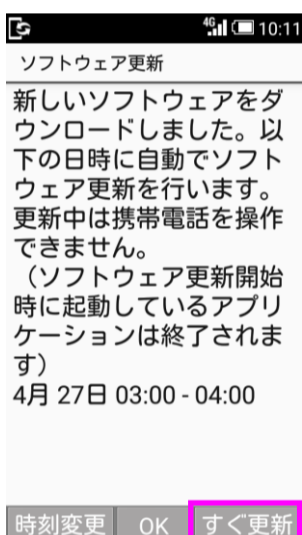 4G 10:11
ソフトウェア更新
新しいソフトウェアをダ
ウンロードしました。以
下の日時に自動でソフト
ウェア更新を行います。
更新中は携帯電話を操作
できません。
（ソフトウェア更新開始
時に起動しているアプリ
ケーションは終了されま
す）
4月 27日 03:00 - 04:00
時刻変更 OK すぐ更新